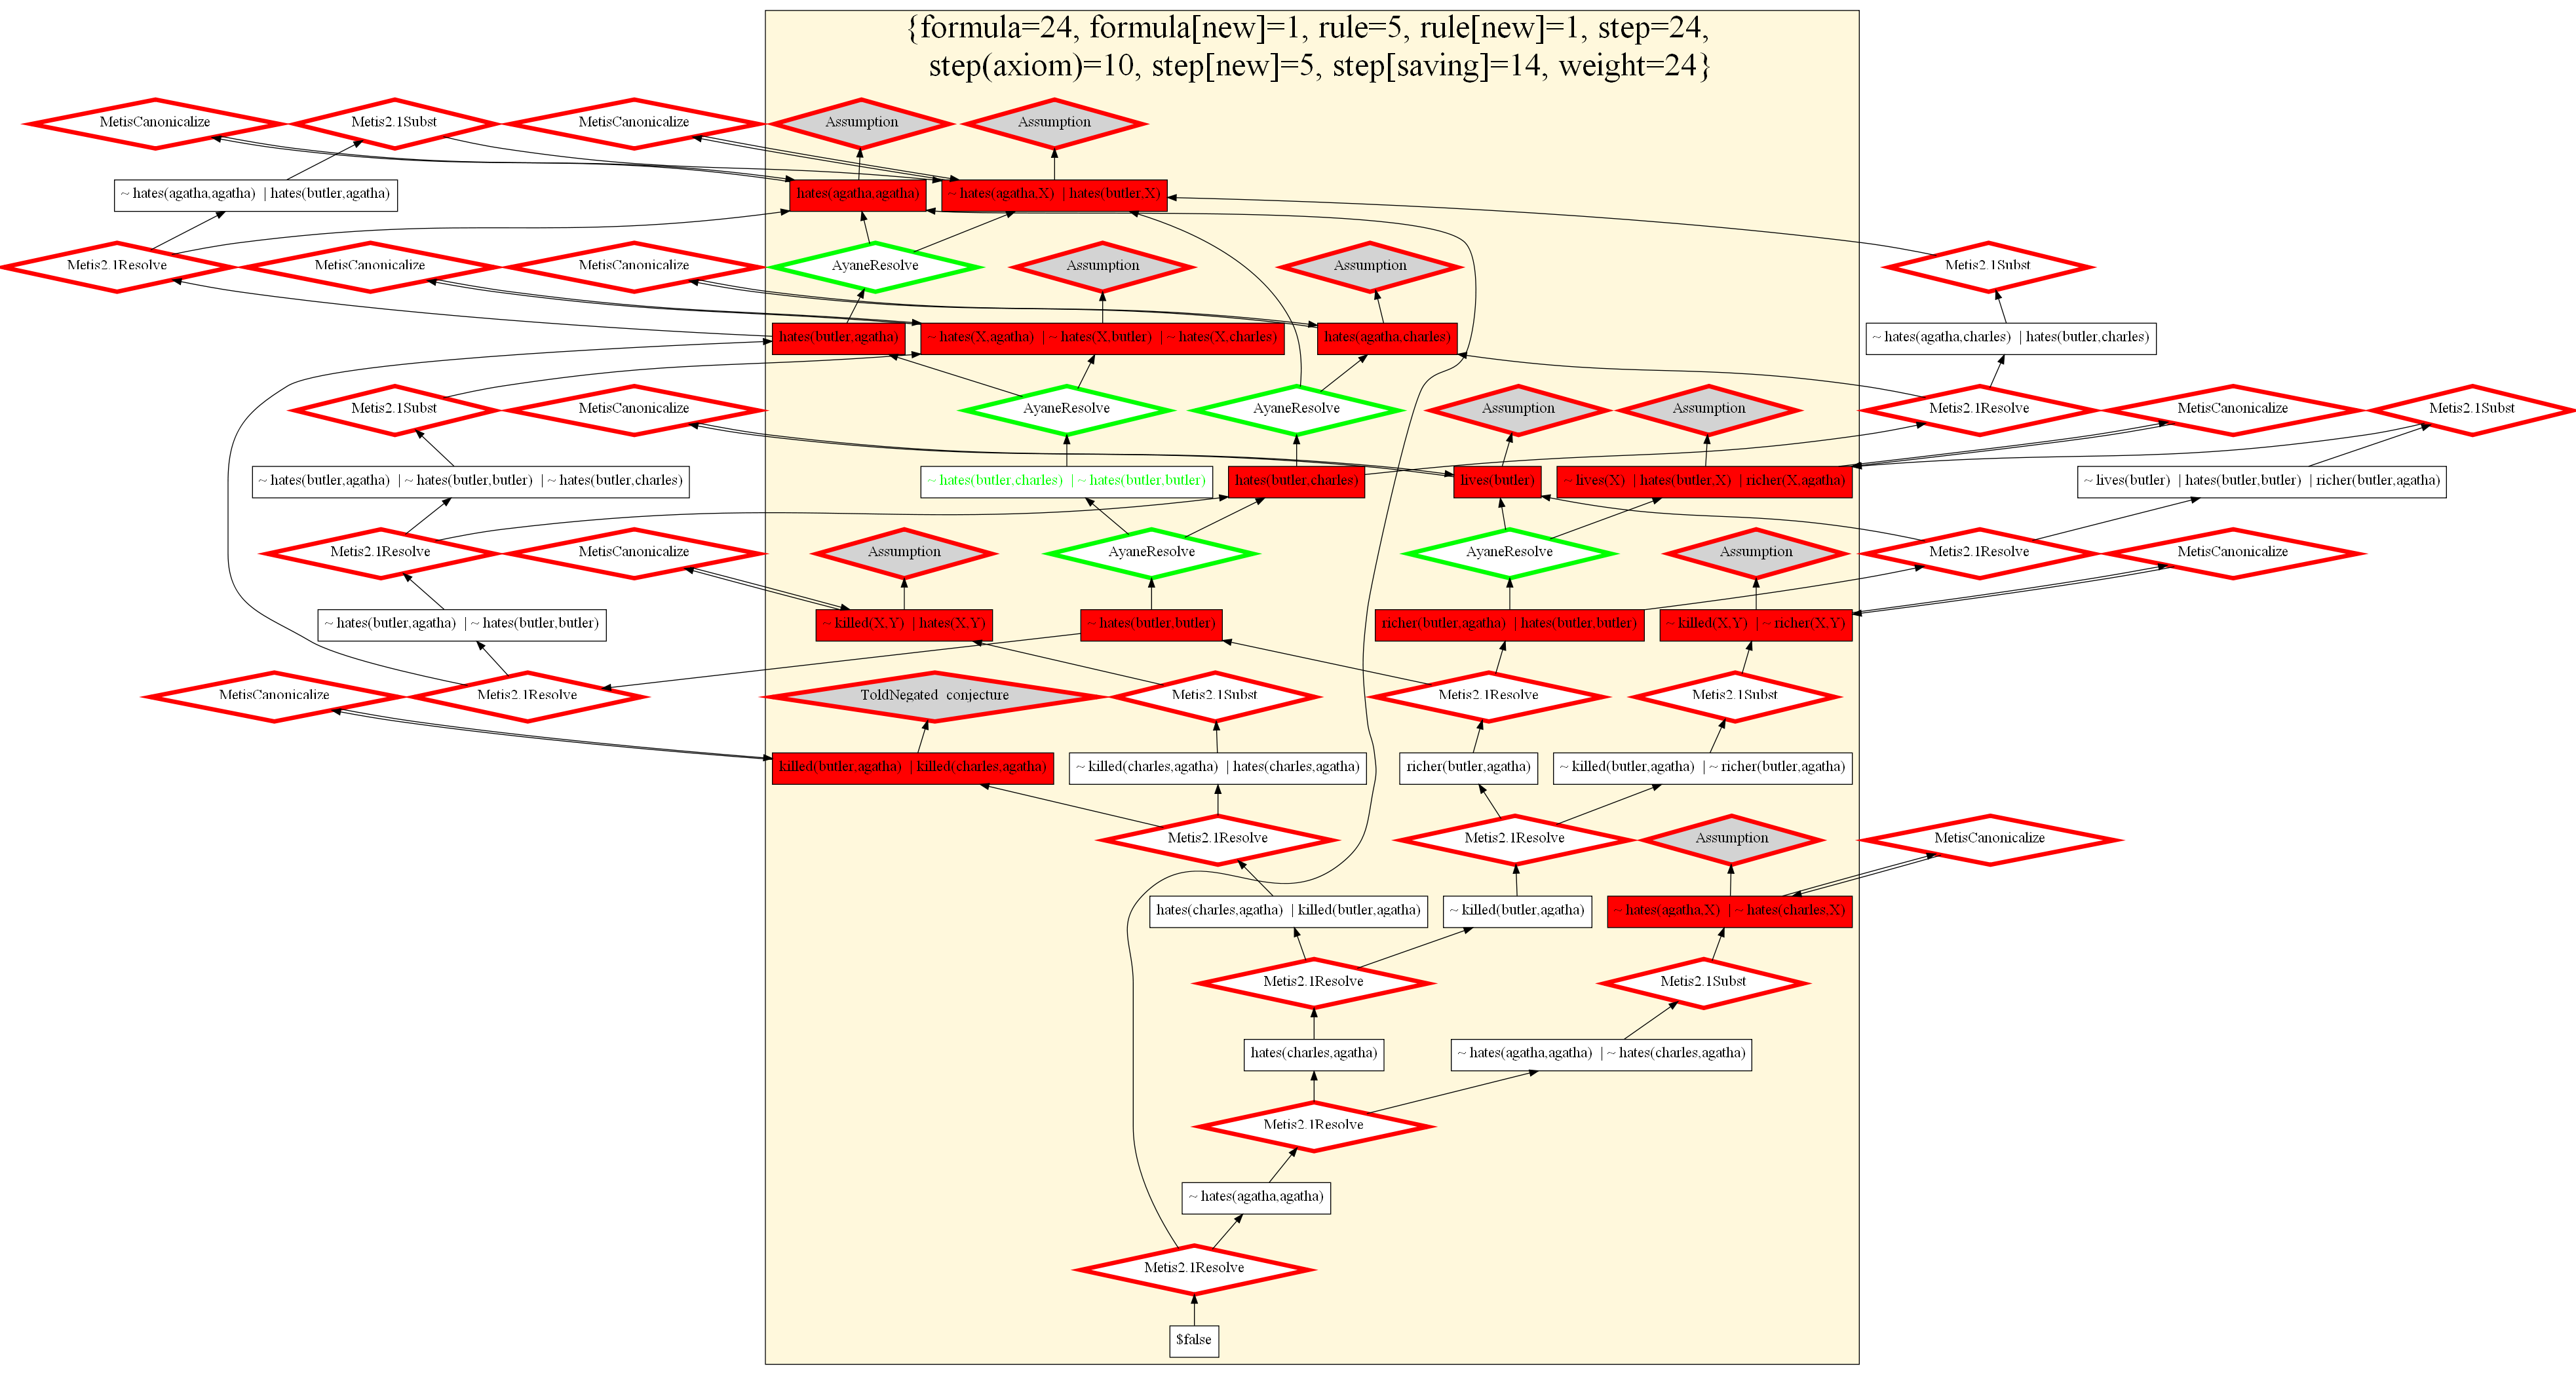 {formula=24, formula[new]=1, rule=5, rule[new]=1, step=24,
step(axiom)=10, step[new]=5, step[saving]=14, weight=24}
MetisCanonicalize
Metis2.1Subst
MetisCanonicalize
Assumption
Assumption
~ hates(agatha,agatha) | hates(butler,agatha)
hates(agatha,agatha)
~ hates(agatha,X) | hates(butler,X)
Metis2.1Resolve
MetisCanonicalize
MetisCanonicalize
AyaneResolve
Assumption
Assumption
Metis2.1Subst
hates(butler,agatha)
~ hates(X,agatha) | ~ hates(X,butler) | ~ hates(X,charles)
hates(agatha,charles)
~ hates(agatha,charles) | hates(butler,charles)
Metis2.1Subst
MetisCanonicalize
AyaneResolve
AyaneResolve
Assumption
Assumption
Metis2.1Resolve
MetisCanonicalize
Metis2.1Subst
~ hates(butler,agatha) | ~ hates(butler,butler) | ~ hates(butler,charles)
~ hates(butler,charles) | ~ hates(butler,butler)
hates(butler,charles)
lives(butler)
~ lives(X) | hates(butler,X) | richer(X,agatha)
~ lives(butler) | hates(butler,butler) | richer(butler,agatha)
Metis2.1Resolve
MetisCanonicalize
Assumption
AyaneResolve
AyaneResolve
Assumption
Metis2.1Resolve
MetisCanonicalize
~ hates(butler,agatha) | ~ hates(butler,butler)
~ killed(X,Y) | hates(X,Y)
~ hates(butler,butler)
richer(butler,agatha) | hates(butler,butler)
~ killed(X,Y) | ~ richer(X,Y)
MetisCanonicalize
Metis2.1Resolve
ToldNegated conjecture
Metis2.1Subst
Metis2.1Resolve
Metis2.1Subst
killed(butler,agatha) | killed(charles,agatha)
~ killed(charles,agatha) | hates(charles,agatha)
richer(butler,agatha)
~ killed(butler,agatha) | ~ richer(butler,agatha)
Metis2.1Resolve
Metis2.1Resolve
Assumption
MetisCanonicalize
hates(charles,agatha) | killed(butler,agatha)
~ killed(butler,agatha)
~ hates(agatha,X) | ~ hates(charles,X)
Metis2.1Resolve
Metis2.1Subst
hates(charles,agatha)
~ hates(agatha,agatha) | ~ hates(charles,agatha)
Metis2.1Resolve
~ hates(agatha,agatha)
Metis2.1Resolve
$false